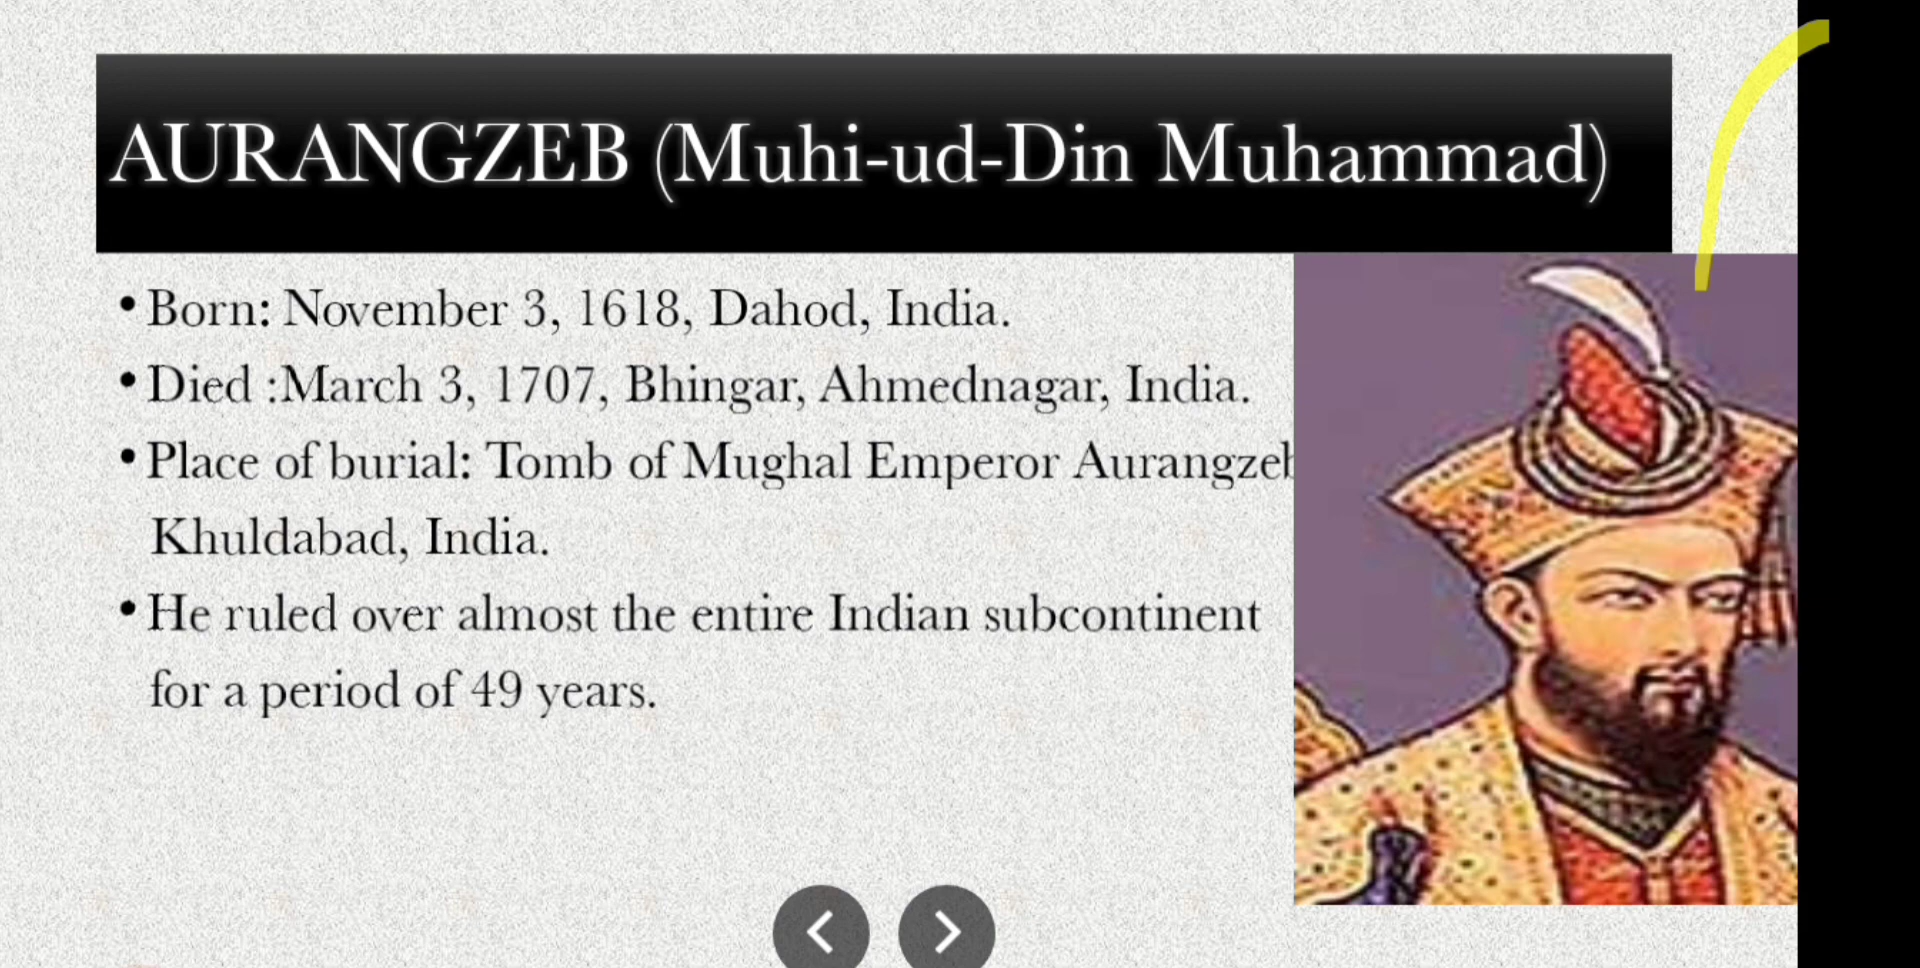 AURANGZEB (Muhi-ud-Din Muhammad)
• Born: November 3, 1618, Dahod, India.
• Died :March 3, 1707, Bhingar, Ahmednagar, India.
• Place of burial: Tomb of Mughal Emperor Aurangzeb
Khuldabad, India.
• He ruled over almost the entire Indian subcontinent
for a period of 49 years.